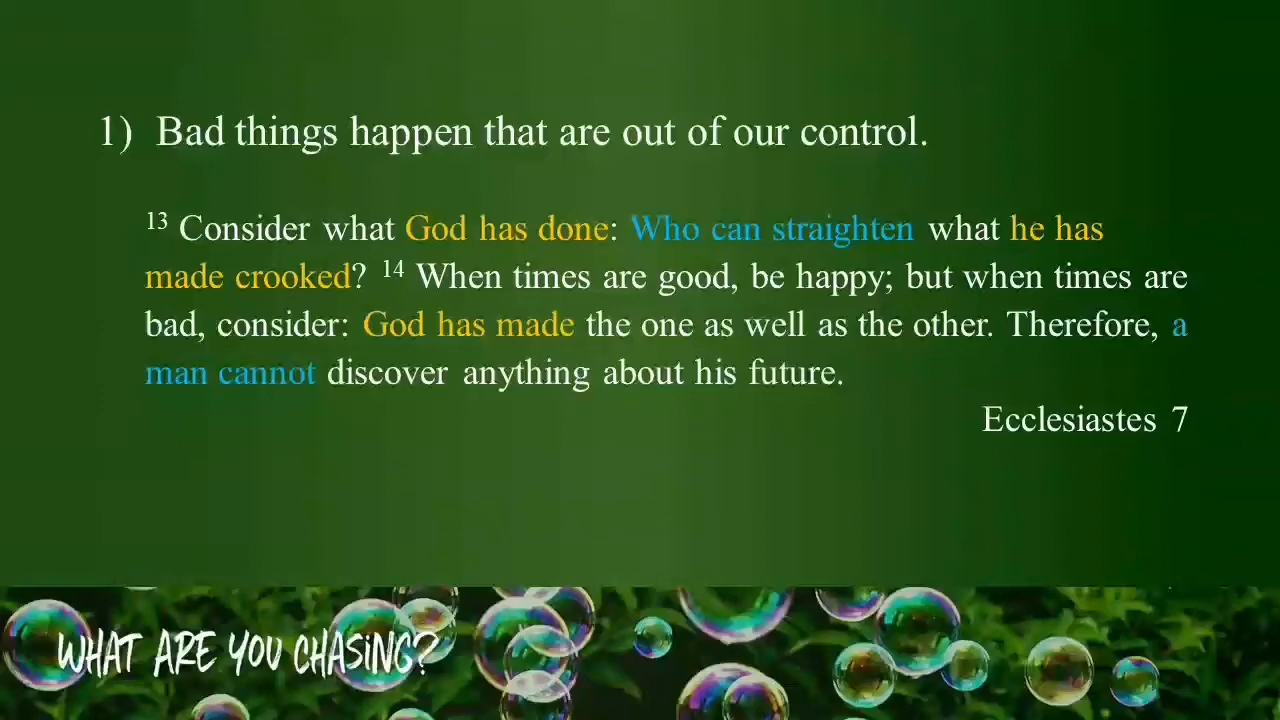 1) Bad things happen that are out of our control.
13 Consider what God has done: Who can straighten what he has
made crooked? 14 When times are good, be happy; but when times are
bad, consider: God has made the one as well as the other. Therefore, a
man cannot discover anything about his future.
Ecclesiastes 7
WHAT ARE YOU CHASING?